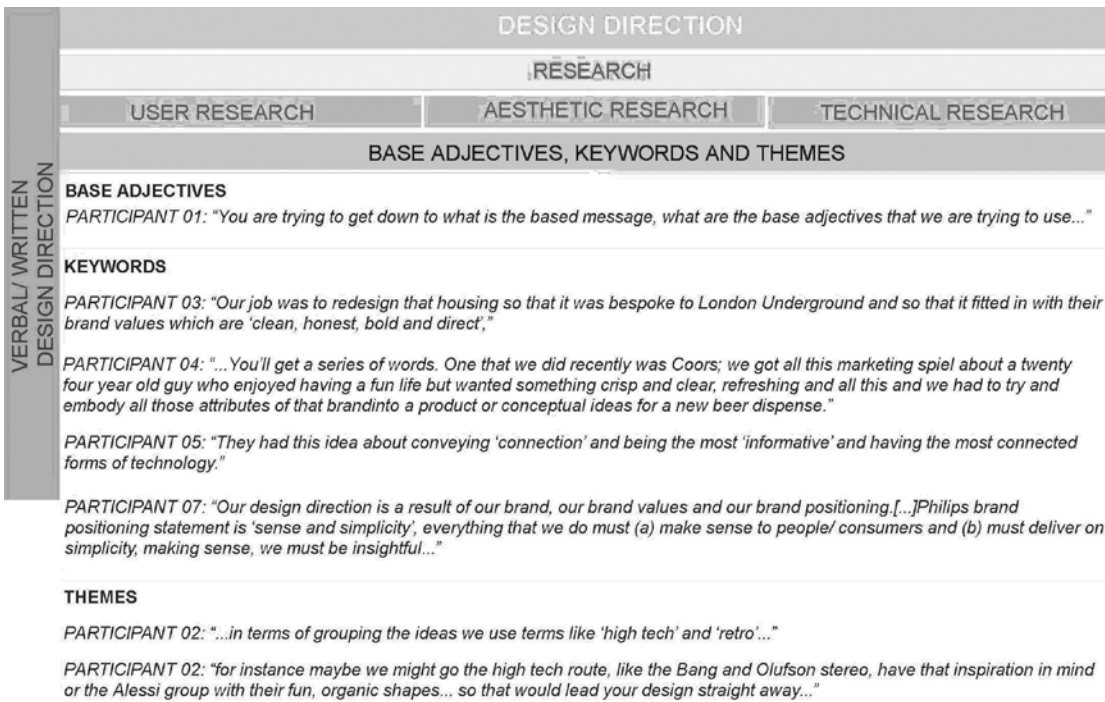 DESIGN DIRECTION
RESEARCH
USER RESEARCH
AESTHETIC RESEARCH
TECHNICAL RESEARCH
BASE ADJECTIVES, KEYWORDS AND THEMES
VERBAL/ WRITTEN
DESIGN DIRECTION
BASE ADJECTIVES
PARTICIPANT 01: “You are trying to get down to what is the based message, what are the base adjectives that we are trying to use...”
KEYWORDS
PARTICIPANT 03: “Our job was to redesign that housing so that it was bespoke to London Underground and so that it fitted in with their
brand values which are ‘clean, honest, bold and direct’,”
PARTICIPANT 04: “...You’ll get a series of words. One that we did recently was Coors; we got all this marketing spiel about a twenty
four year old guy who enjoyed having a fun life but wanted something crisp and clear, refreshing and all this and we had to try and
embody all those attributes of that brandinto a product or conceptual ideas for a new beer dispense.”
PARTICIPANT 05: “They had this idea about conveying ‘connection’ and being the most ‘informative’ and having the most connected
forms of technology.”
PARTICIPANT 07: “Our design direction is a result of our brand, our brand values and our brand positioning.[...]Philips brand
positioning statement is ‘sense and simplicity’, everything that we do must (a) make sense to people/ consumers and (b) must deliver on
simplicity, making sense, we must be insightful...”
THEMES
PARTICIPANT 02: “...in terms of grouping the ideas we use terms like ‘high tech’ and ‘retro’...”
PARTICIPANT 02: “for instance maybe we might go the high tech route, like the Bang and Olufson stereo, have that inspiration in mind
or the Alessi group with their fun, organic shapes... so that would lead your design straight away...”